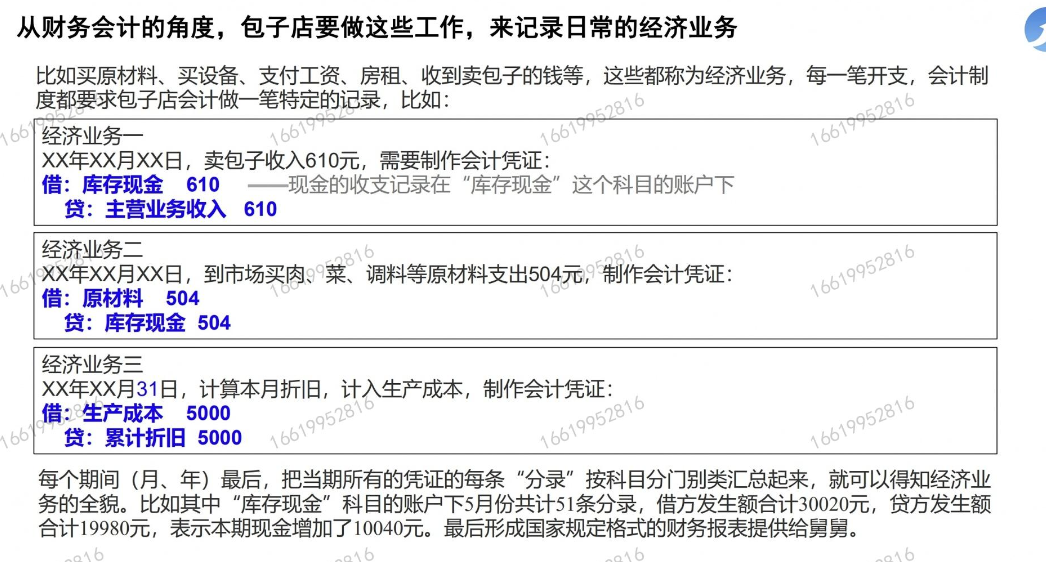 从财务会计的角度，包子店要做这些工作，来记录日常的经济业务
比如买原材料、买设备、支付工资、房租、收到卖包子的钱等，这些都称为经济业务，每一笔开支，会计制
度都要求包子店会计做一笔特定的记录，比如：
经济业务一
XX年XX月XX日，卖包子收入610元，需要制作会计凭证：
借：库存现金 610 ——现金的收支记录在“库存现金”这个科目的账户下
贷：主营业务收入 610
经济业务二
XX年XX月XX日，到市场买肉、菜、调料等原材料支出504元，制作会计凭证：
借：原材料 504
贷：库存现金 504
经济业务三
XX年XX月31日，计算本月折旧，计入生产成本，制作会计凭证：
借：生产成本 5000
贷：累计折旧 5000
每个期间（月、年）最后，把当期所有的凭证的每条“分录”按科目分门别类汇总起来，就可以得知经济业
务的全貌。比如其中“库存现金”科目的账户下5月份共计51条分录，借方发生额合计30020元，贷方发生额
合计19980元，表示本期现金增加了10040元。最后形成国家规定格式的财务报表提供给舅舅。
16619952816
16619952816
16619952816
16619952816
16619952816
16619952816
16619952816
16619952816
16619952816
16619952816
16619952816
16619952816
816
816
816
816